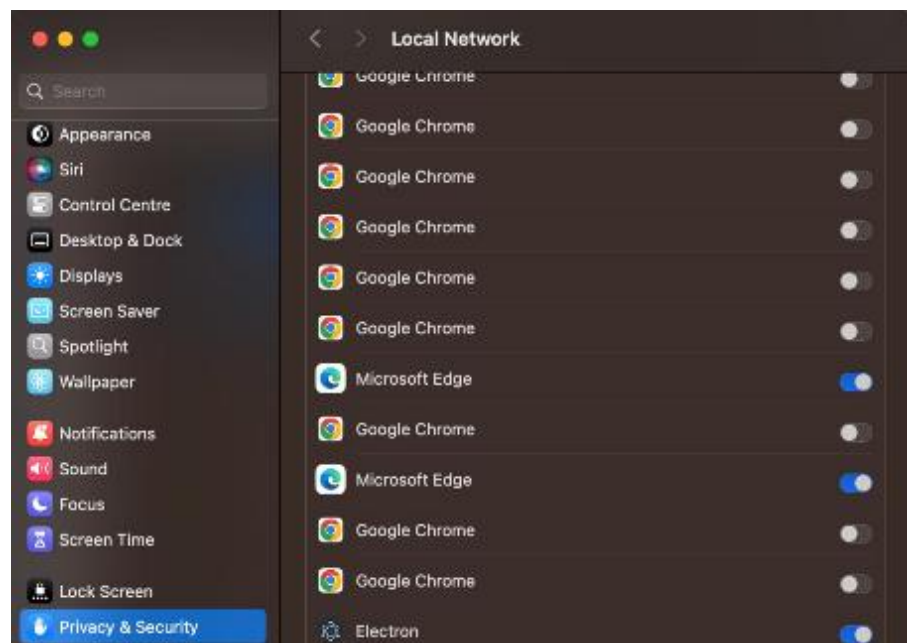 Local Network
Search
Appearance
Siri
Control Centre
Desktop & Dock
Displays
Screen Saver
Spotlight
Wallpaper
Notifications
Sound
Focus
Screen Time
Lock Screen
Privacy & Security
Google Chrome
Google Chrome
Google Chrome
Google Chrome
Google Chrome
Google Chrome
Microsoft Edge
Google Chrome
Microsoft Edge
Google Chrome
Google Chrome
Electron